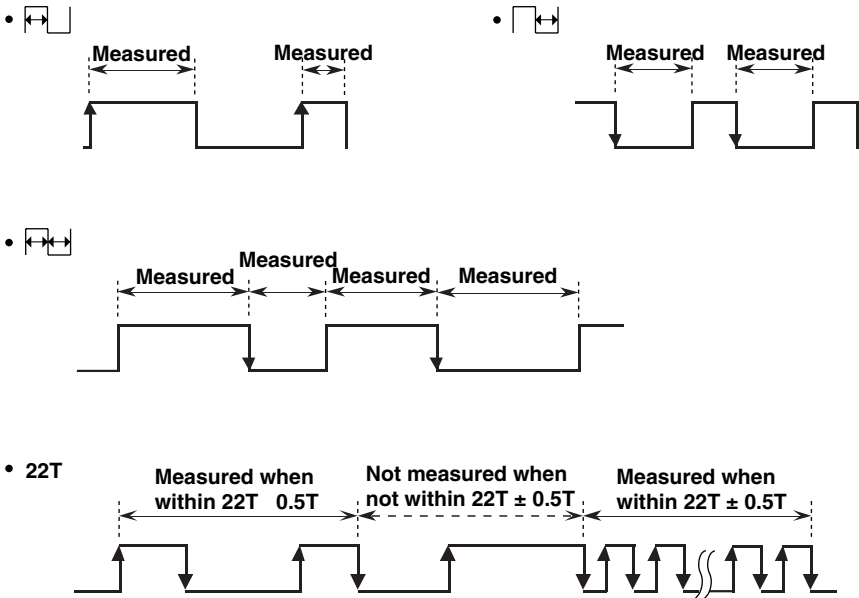 Measured Measured
Measured Measured
Measured Measured Measured Measured
• 22T
Measured when
within 22T 0.5T
Not measured when
not within 22T ± 0.5T
Measured when
within 22T ± 0.5T